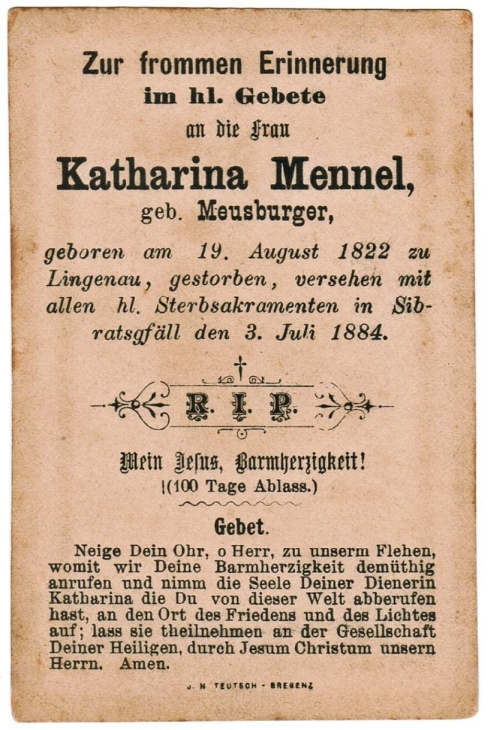 Zur frommen Erinnerung
im hl. Gebete
an die Frau
Katharina Mennel,
geb. Meusburger,
geboren am 19. August 1822 zu
Lingenau, gestorben, versehen mit
allen hl. Sterbsakramenten in Sib-
ratsgfäll den 3. Juli 1884.
R. I. P.
Mein Jesus, Barmherzigkeit!
(100 Tage Ablass.)
Gebet.
Neige Dein Ohr, o Herr, zu unserm Flehen,
womit wir Deine Barmherzigkeit demüthig
anrufen und nimm die Seele Deiner Dienerin
Katharina die Du von dieser Welt abberufen
hast, an den Ort des Friedens und des Lichtes
auf; lass sie theilnehmen an der Gesellschaft
Deiner Heiligen, durch Jesum Christum unsern
Herrn. Amen.
J. N. TEUTSCH - BREGENZ